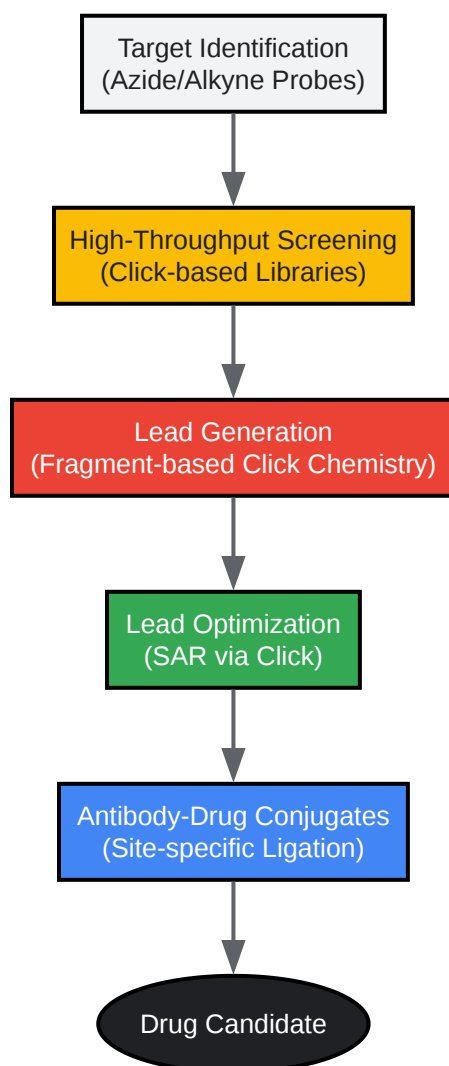 Target Identification
(Azide/Alkyne Probes)
High-Throughput Screening
(Click-based Libraries)
Lead Generation
(Fragment-based Click Chemistry)
Lead Optimization
(SAR via Click)
Antibody-Drug Conjugates
(Site-specific Ligation)
Drug Candidate